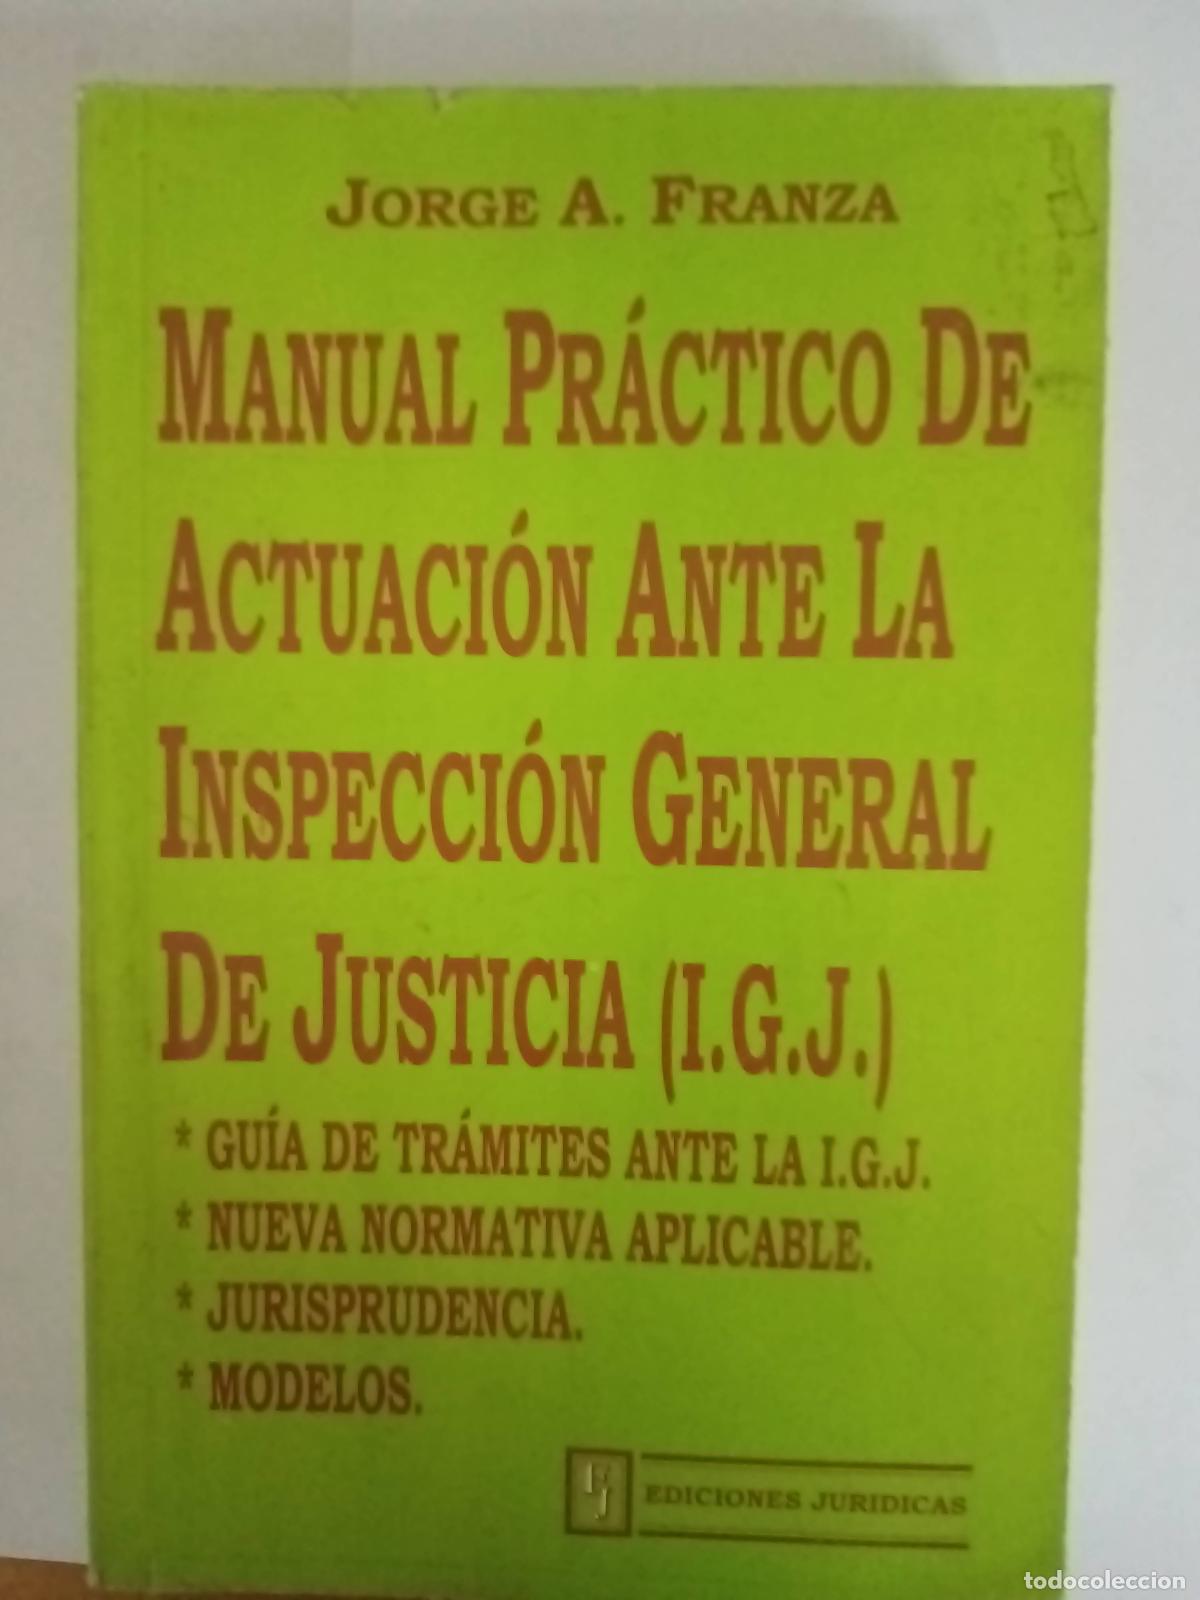 JORGE A. FRANZA
MANUAL PRÁCTICO DE
ACTUACIÓN ANTE LA
INSPECCIÓN GENERAL
DE JUSTICIA (I.G.J.)
* GUÍA DE TRÁMITES ANTE LA I.G.J.
* NUEVA NORMATIVA APLICABLE.
* JURISPRUDENCIA.
* MODELOS.
EJ EDICIONES JURIDICAS
todocoleccion